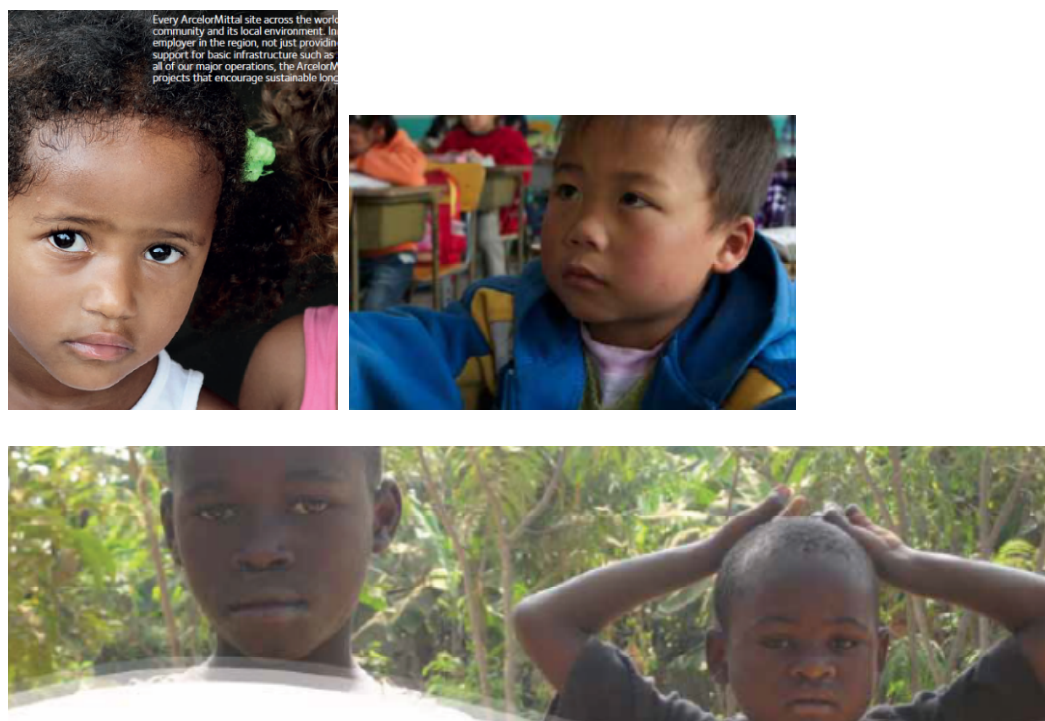 Every ArcelorMittal site across the world
community and its local environment. In
employer in the region, not just providin
support for basic infrastructure such as
all of our major operations, the ArcelorM
projects that encourage sustainable long